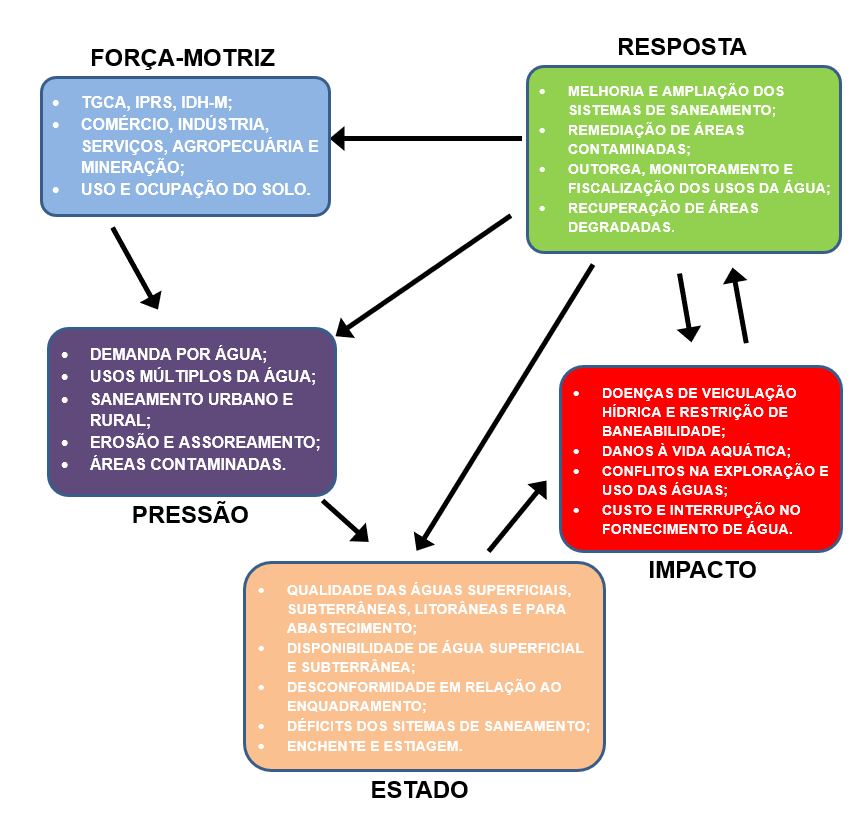 FORÇA-MOTRIZ
• TGCA, IPRS, IDH-M;
• COMÉRCIO, INDÚSTRIA,
SERVIÇOS, AGROPECUÁRIA E
MINERAÇÃO;
• USO E OCUPAÇÃO DO SOLO.
RESPOSTA
• MELHORIA E AMPLIAÇÃO DOS
SISTEMAS DE SANEAMENTO;
• REMEDIAÇÃO DE ÁREAS
CONTAMINADAS;
• OUTORGA, MONITORAMENTO E
FISCALIZAÇÃO DOS USOS DA ÁGUA;
• RECUPERAÇÃO DE ÁREAS
DEGRADADAS.
• DEMANDA POR ÁGUA;
• USOS MÚLTIPLOS DA ÁGUA;
• SANEAMENTO URBANO E
RURAL;
• EROSÃO E ASSOREAMENTO;
• ÁREAS CONTAMINADAS.
PRESSÃO
• DOENÇAS DE VEICULAÇÃO
HÍDRICA E RESTRIÇÃO DE
BANEABILIDADE;
• DANOS À VIDA AQUÁTICA;
• CONFLITOS NA EXPLORAÇÃO E
USO DAS ÁGUAS;
• CUSTO E INTERRUPÇÃO NO
FORNECIMENTO DE ÁGUA.
IMPACTO
• QUALIDADE DAS ÁGUAS SUPERFICIAIS,
SUBTERRÂNEAS, LITORÂNEAS E PARA
ABASTECIMENTO;
• DISPONIBILIDADE DE ÁGUA SUPERFICIAL
E SUBTERRÂNEA;
• DESCONFORMIDADE EM RELAÇÃO AO
ENQUADRAMENTO;
• DÉFICITS DOS SITEMAS DE SANEAMENTO;
• ENCHENTE E ESTIAGEM.
ESTADO